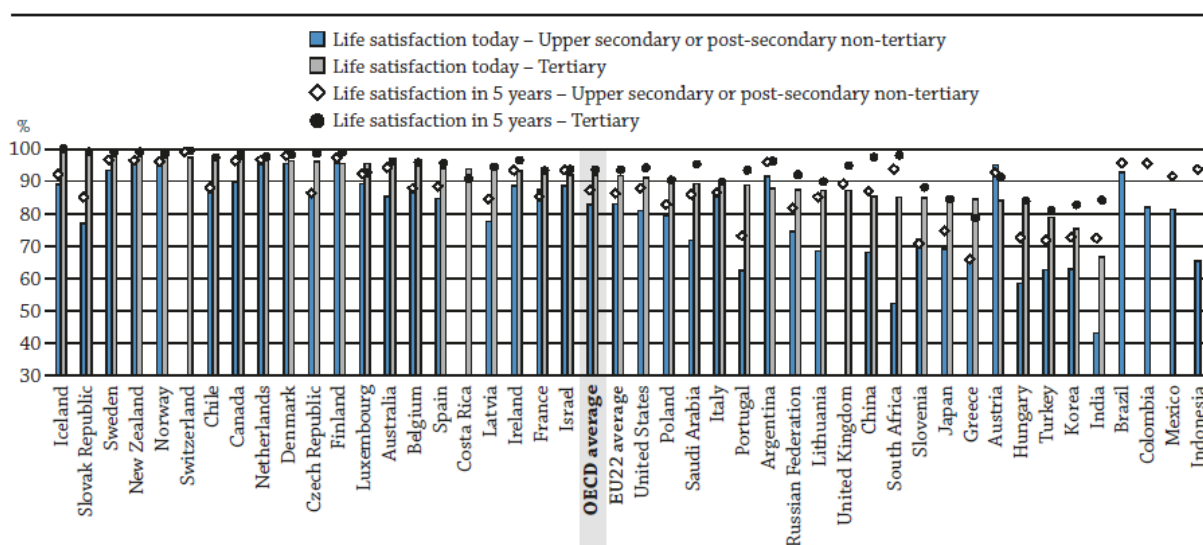 Life satisfaction today – Upper secondary or post-secondary non-tertiary
Life satisfaction today – Tertiary
Life satisfaction in 5 years – Upper secondary or post-secondary non-tertiary
Life satisfaction in 5 years – Tertiary
%
100
90
80
70
60
50
40
30
Iceland
Slovak Republic
Sweden
New Zealand
Norway
Switzerland
Chile
Canada
Netherlands
Denmark
Czech Republic
Finland
Luxembourg
Australia
Belgium
Spain
Costa Rica
Latvia
Ireland
France
Israel
OECD average
EU22 average
United States
Poland
Saudi Arabia
Italy
Portugal
Argentina
Russian Federation
Lithuania
United Kingdom
China
South Africa
Slovenia
Japan
Greece
Austria
Hungary
Turkey
Korea
India
Brazil
Colombia
Mexico
Indonesia